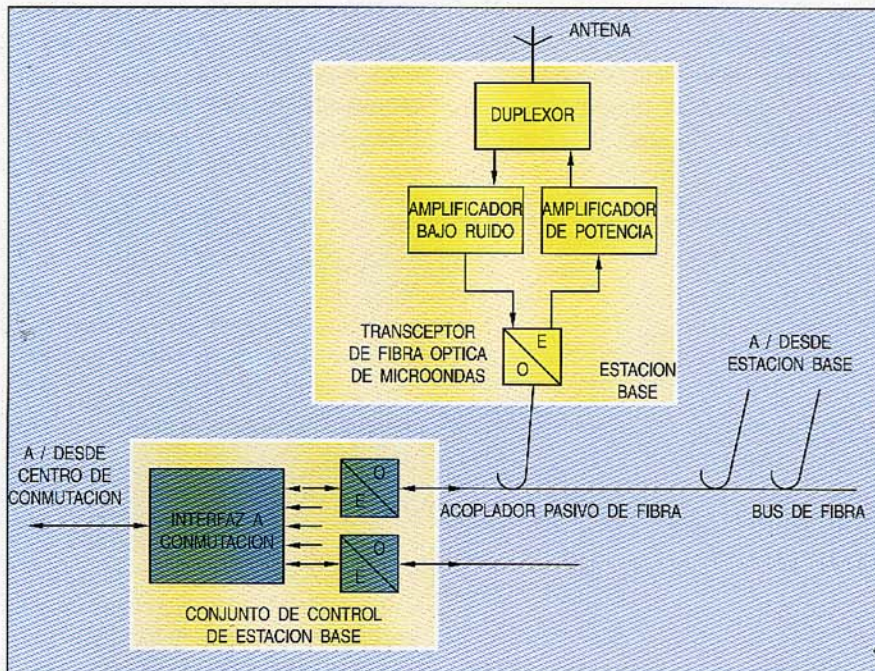 ANTENA
DUPLEXOR
AMPLIFICADOR
BAJO RUIDO
AMPLIFICADOR
DE POTENCIA
TRANSCEPTOR
DE FIBRA OPTICA
DE MICROONDAS
E
O
ESTACION
BASE
A / DESDE
ESTACION BASE
A / DESDE
CENTRO DE
CONMUTACION
INTERFAZ A
CONMUTACION
O
E
O
E
ACOPLADOR PASIVO DE FIBRA
BUS DE FIBRA
CONJUNTO DE CONTROL
DE ESTACION BASE